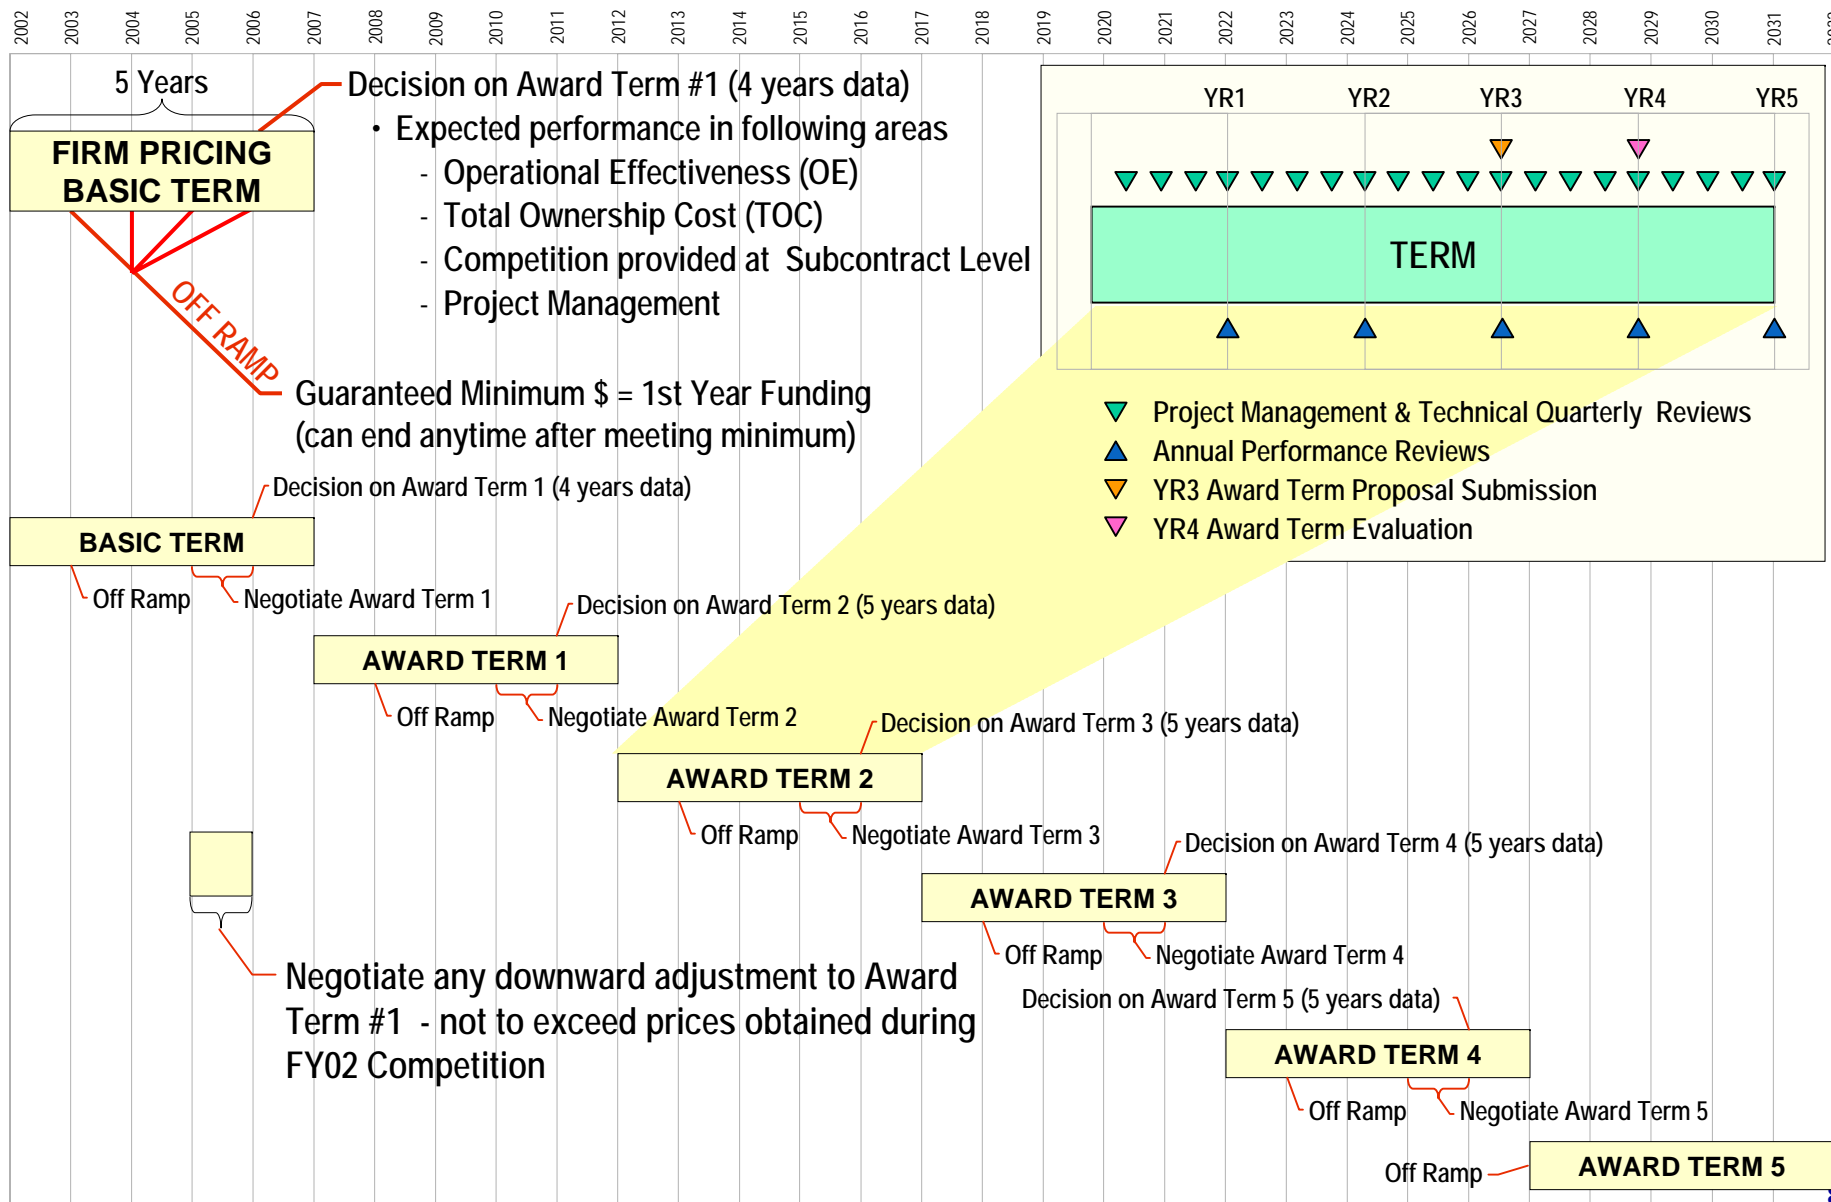 2002 2003 2004 2005 2006 2007 2008 2009 2010 2011 2012 2013 2014 2015 2016 2017 2018 2019 2020 2021 2022 2023 2024 2025 2026 2027 2028 2029 2030 2031
5 Years
FIRM PRICING
BASIC TERM
OFF RAMP
Decision on Award Term #1 (4 years data)
• Expected performance in following areas
- Operational Effectiveness (OE)
- Total Ownership Cost (TOC)
- Competition provided at Subcontract Level
- Project Management
Guaranteed Minimum $ = 1st Year Funding
(can end anytime after meeting minimum)
YR1 YR2 YR3 YR4 YR5
TERM
Project Management & Technical Quarterly Reviews
Annual Performance Reviews
YR3 Award Term Proposal Submission
YR4 Award Term Evaluation
Decision on Award Term 1 (4 years data)
BASIC TERM
Off Ramp
Negotiate Award Term 1
Decision on Award Term 2 (5 years data)
AWARD TERM 1
Off Ramp
Negotiate Award Term 2
Decision on Award Term 3 (5 years data)
AWARD TERM 2
Off Ramp
Negotiate Award Term 3
Decision on Award Term 4 (5 years data)
AWARD TERM 3
Off Ramp
Negotiate Award Term 4
Negotiate any downward adjustment to Award
Term #1 - not to exceed prices obtained during
FY02 Competition
Decision on Award Term 5 (5 years data)
AWARD TERM 4
Off Ramp
Negotiate Award Term 5
Off Ramp
AWARD TERM 5